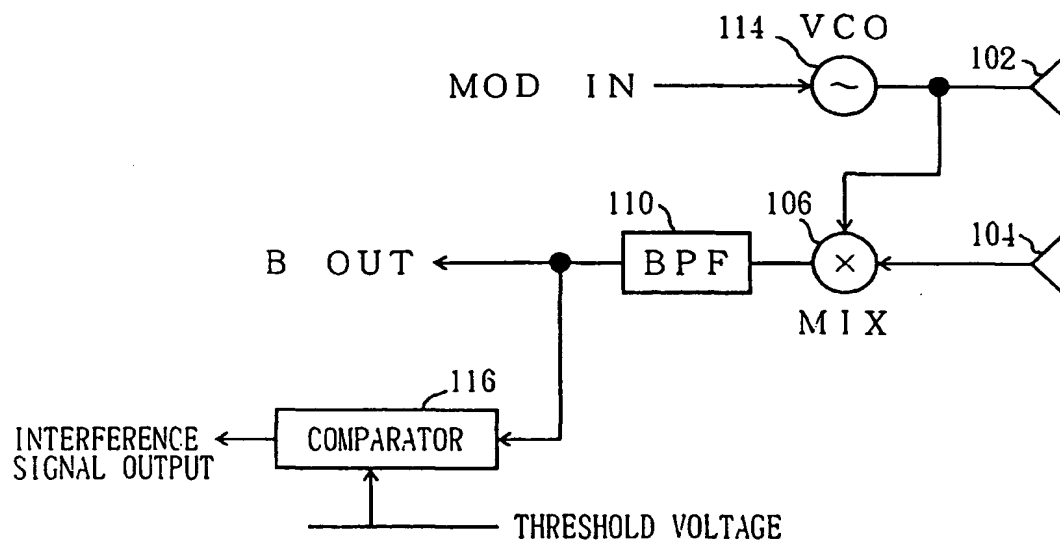 VCO
114
102
MOD IN
110
106
104
B OUT
BPF
MIX
116
INTERFERENCE
SIGNAL OUTPUT
COMPARATOR
THRESHOLD VOLTAGE